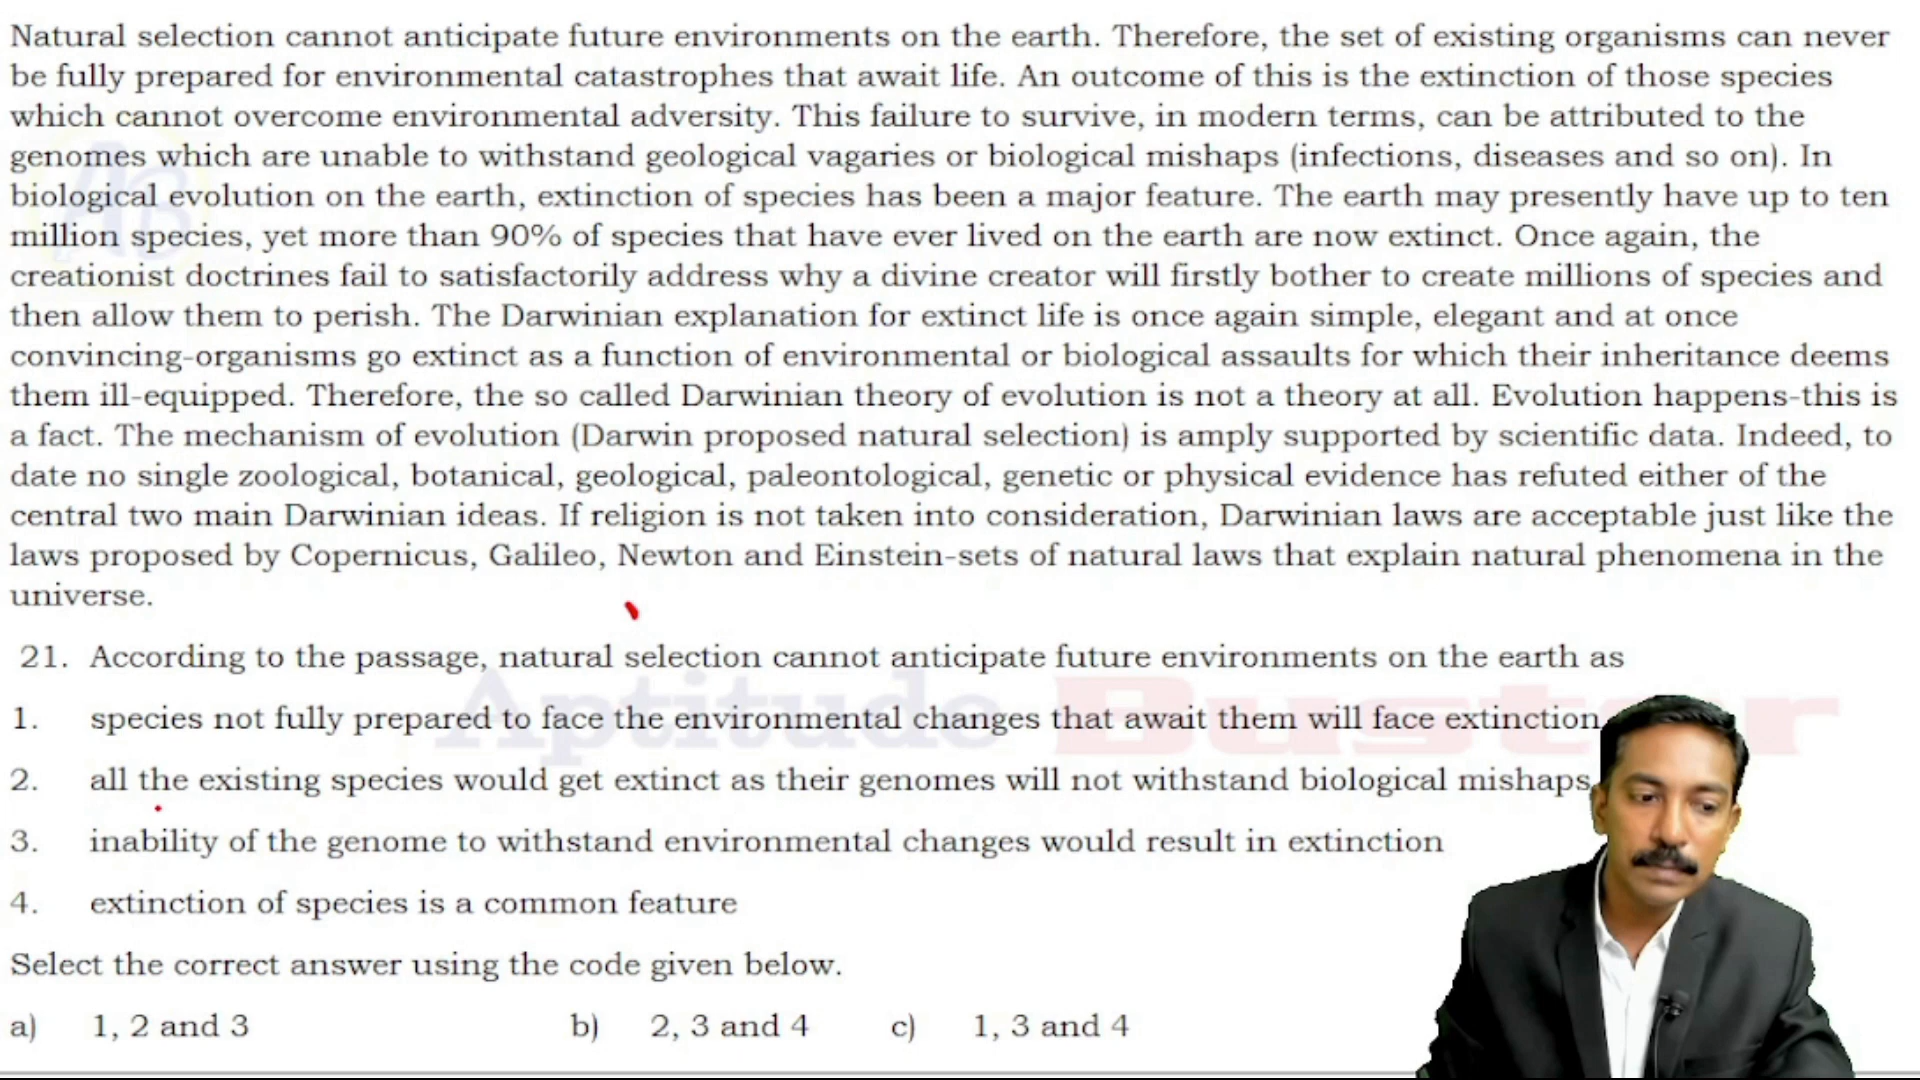 Natural selection cannot anticipate future environments on the earth. Therefore, the set of existing organisms can never
be fully prepared for environmental catastrophes that await life. An outcome of this is the extinction of those species
which cannot overcome environmental adversity. This failure to survive, in modern terms, can be attributed to the
genomes which are unable to withstand geological vagaries or biological mishaps (infections, diseases and so on). In
biological evolution on the earth, extinction of species has been a major feature. The earth may presently have up to ten
million species, yet more than 90% of species that have ever lived on the earth are now extinct. Once again, the
creationist doctrines fail to satisfactorily address why a divine creator will firstly bother to create millions of species and
then allow them to perish. The Darwinian explanation for extinct life is once again simple, elegant and at once
convincing-organisms go extinct as a function of environmental or biological assaults for which their inheritance deems
them ill-equipped. Therefore, the so called Darwinian theory of evolution is not a theory at all. Evolution happens-this is
a fact. The mechanism of evolution (Darwin proposed natural selection) is amply supported by scientific data. Indeed, to
date no single zoological, botanical, geological, paleontological, genetic or physical evidence has refuted either of the
central two main Darwinian ideas. If religion is not taken into consideration, Darwinian laws are acceptable just like the
laws proposed by Copernicus, Galileo, Newton and Einstein-sets of natural laws that explain natural phenomena in the
universe.
21. According to the passage, natural selection cannot anticipate future environments on the earth as
Aptitude Buster
1. species not fully prepared to face the environmental changes that await them will face extinction
2. all the existing species would get extinct as their genomes will not withstand biological mishaps
3. inability of the genome to withstand environmental changes would result in extinction
4. extinction of species is a common feature
Select the correct answer using the code given below.
a) 1, 2 and 3 b) 2, 3 and 4 c) 1, 3 and 4